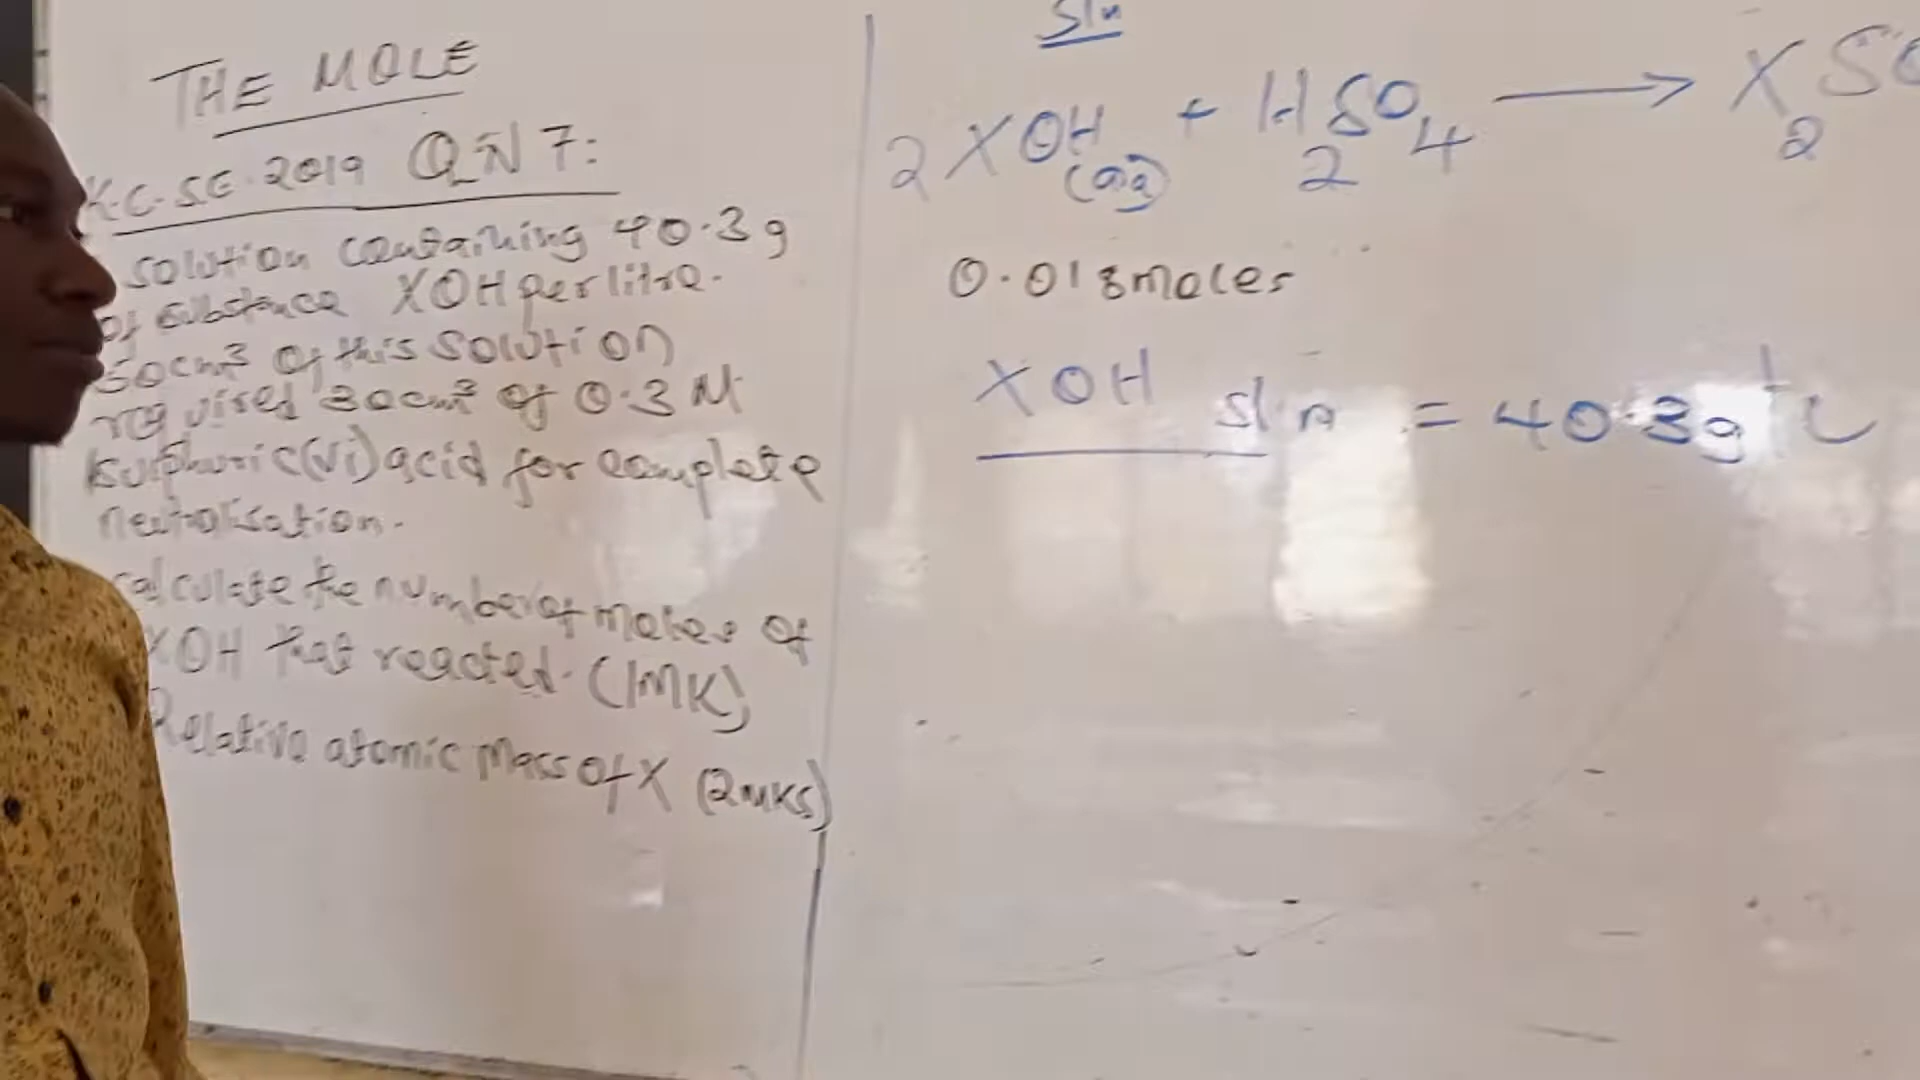 THE MOLE
K.C.S.E. 2019 QN 7:
solution containing 40.3g
of substance XOH per litre.
50cm³ of this solution
required 30cm³ of 0.3M
sulphuric(vi) acid for complete
neutralisation.
calculate the number of moles of
XOH that reacted. (1MK)
Relative atomic mass of X (2MKS)
Sln
2XOH(aq) + H2SO4 → X2SO
0.018moles
XOH sln = 40.3g/L